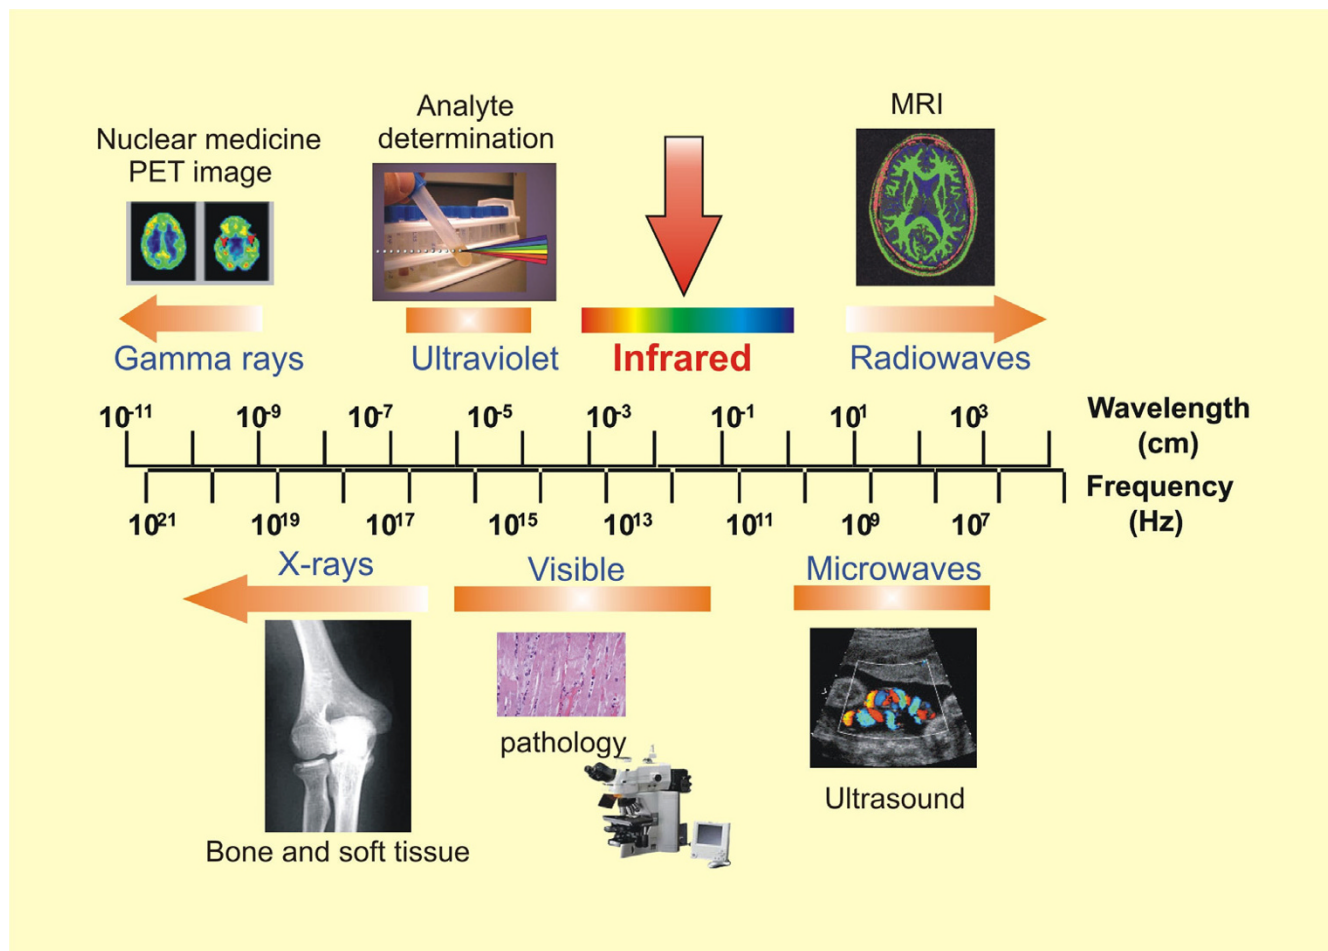 Analyte
determination
MRI
Nuclear medicine
PET image
Gamma rays
Ultraviolet
Infrared
Radiowaves
10⁻¹¹ 10⁻⁹ 10⁻⁷ 10⁻⁵ 10⁻³ 10⁻¹ 10¹ 10³
Wavelength
(cm)
Frequency
(Hz)
10²¹ 10¹⁹ 10¹⁷ 10¹⁵ 10¹³ 10¹¹ 10⁹ 10⁷
X-rays
Visible
Microwaves
pathology
Ultrasound
Bone and soft tissue